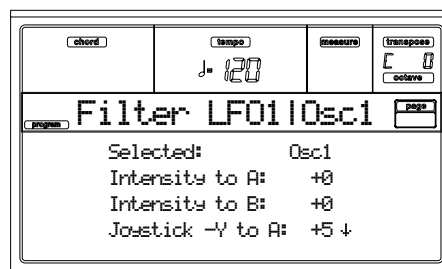 chord tempo measure transpose
♩= 120 C 0
octave
program Filter LFO1|Osc1 page
Selected: Osc1
Intensity to A: +0
Intensity to B: +0
Joystick -Y to A: +5 ↓